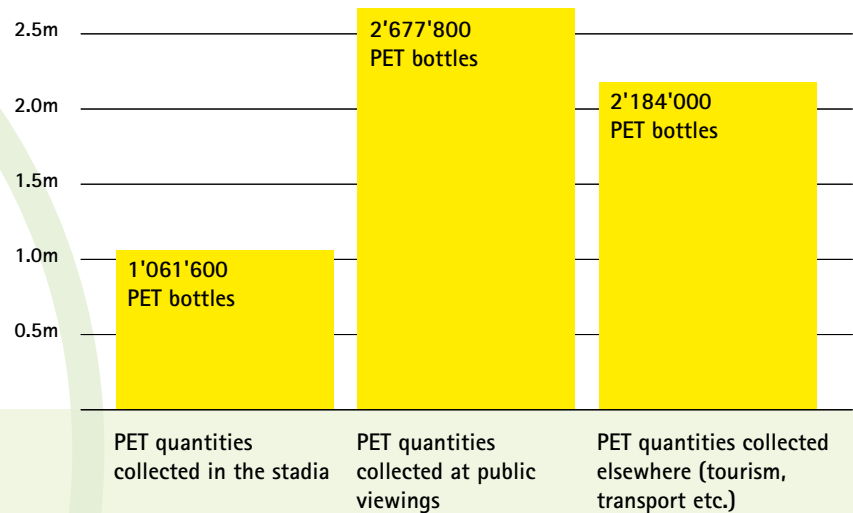 2.5m
2.0m
1.5m
1.0m
0.5m
1'061'600
PET bottles
2'677'800
PET bottles
2'184'000
PET bottles
PET quantities
collected in the stadia
PET quantities
collected at public
viewings
PET quantities collected
elsewhere (tourism,
transport etc.)